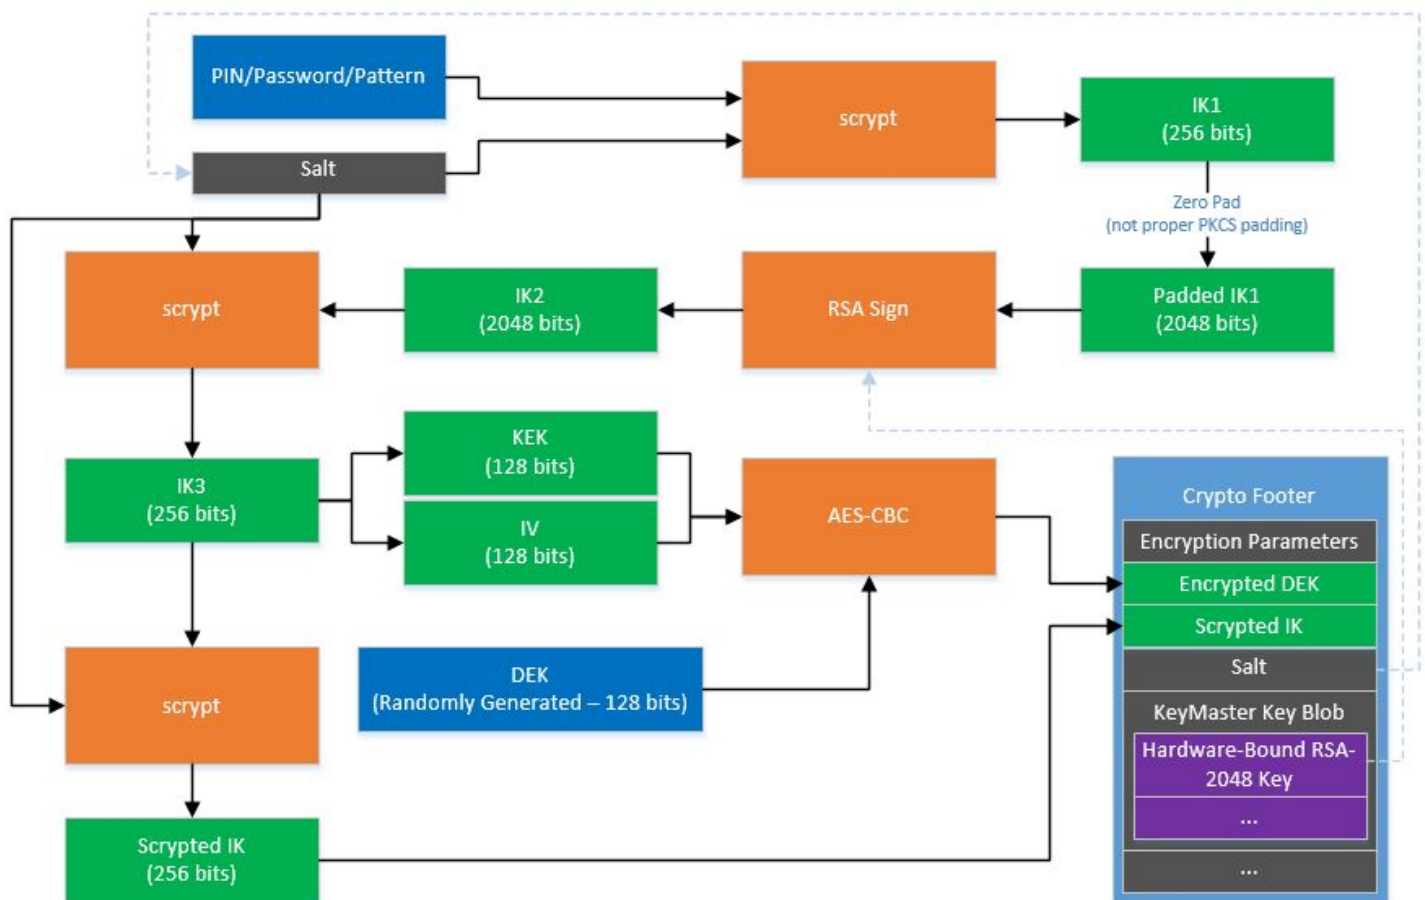 PIN/Password/Pattern
scrypt
IK1
(256 bits)
Salt
Zero Pad
(not proper PKCS padding)
scrypt
IK2
(2048 bits)
RSA Sign
Padded IK1
(2048 bits)
KEK
(128 bits)
IK3
(256 bits)
IV
(128 bits)
AES-CBC
Crypto Footer
Encryption Parameters
Encrypted DEK
Scrypted IK
Salt
KeyMaster Key Blob
Hardware-Bound RSA-
2048 Key
...
...
scrypt
DEK
(Randomly Generated – 128 bits)
Scrypted IK
(256 bits)